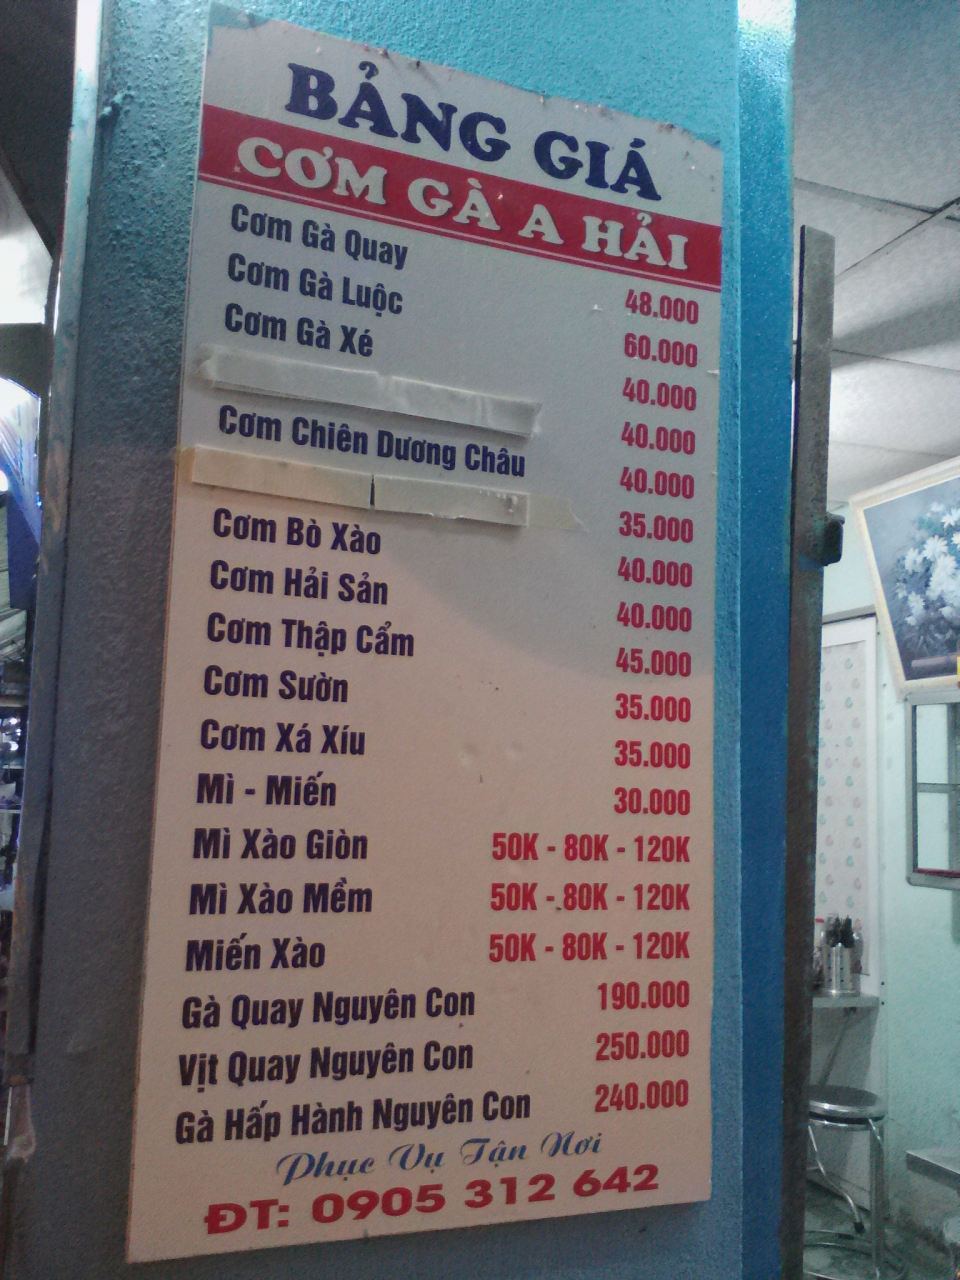 BẢNG GIÁ
CƠM GÀ A HẢI
Cơm Gà Quay 48.000
Cơm Gà Luộc 60.000
Cơm Gà Xé 40.000
40.000
Cơm Chiên Dương Châu 40.000
35.000
Cơm Bò Xào 40.000
Cơm Hải Sản 40.000
Cơm Thập Cẩm 45.000
Cơm Sườn 35.000
Cơm Xá Xíu 35.000
Mì - Miến 30.000
Mì Xào Giòn 50K - 80K - 120K
Mì Xào Mềm 50K - 80K - 120K
Miến Xào 50K - 80K - 120K
Gà Quay Nguyên Con 190.000
Vịt Quay Nguyên Con 250.000
Gà Hấp Hành Nguyên Con 240.000
Phục Vụ Tận Nơi
ĐT: 0905 312 642